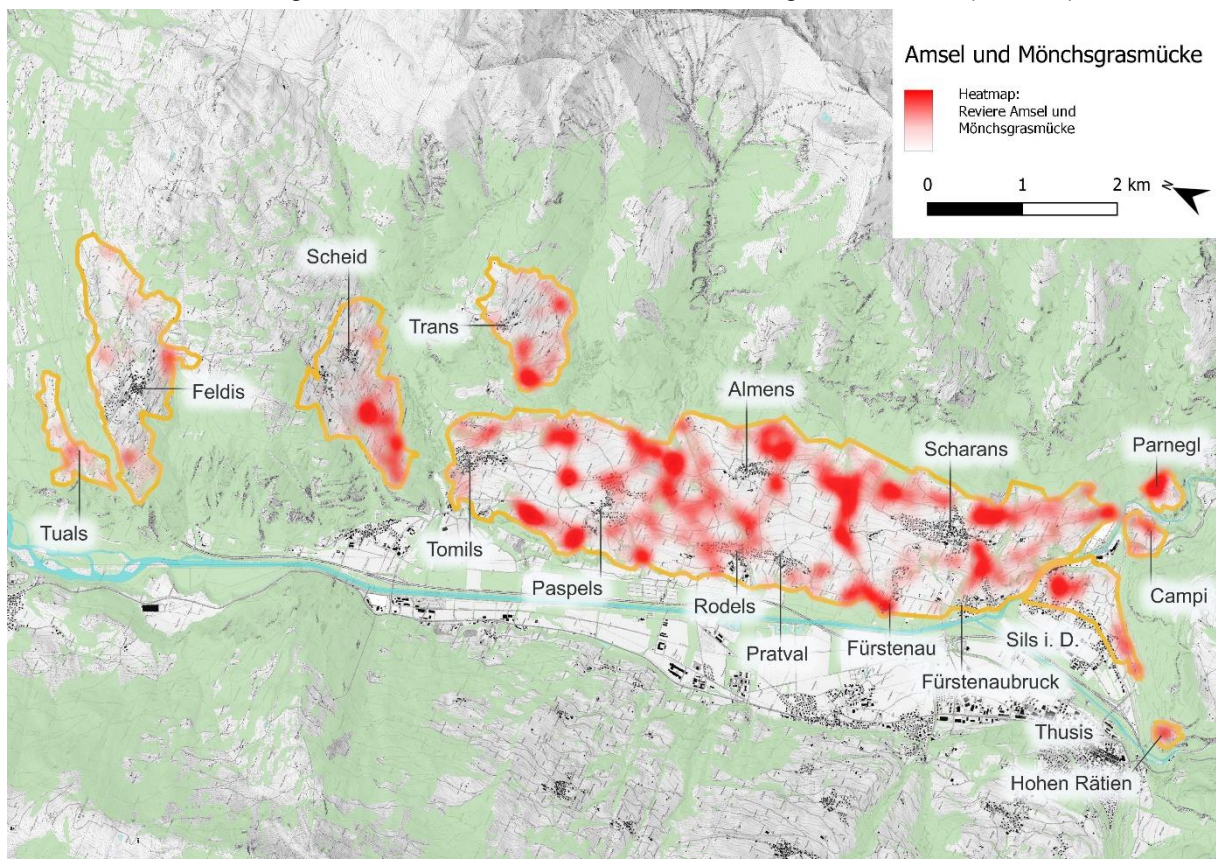 Amsel und Mönchsgrasmücke
Heatmap:
Reviere Amsel und
Mönchsgrasmücke
0 1 2 km
N
Scheid
Trans
Feldis
Almens
Scharans
Parnegl
Tuals
Tomils
Paspels
Rodels
Pratval
Fürstenau
Sils i. D.
Campi
Fürstenaubruck
Thusis
Hohen Rätien